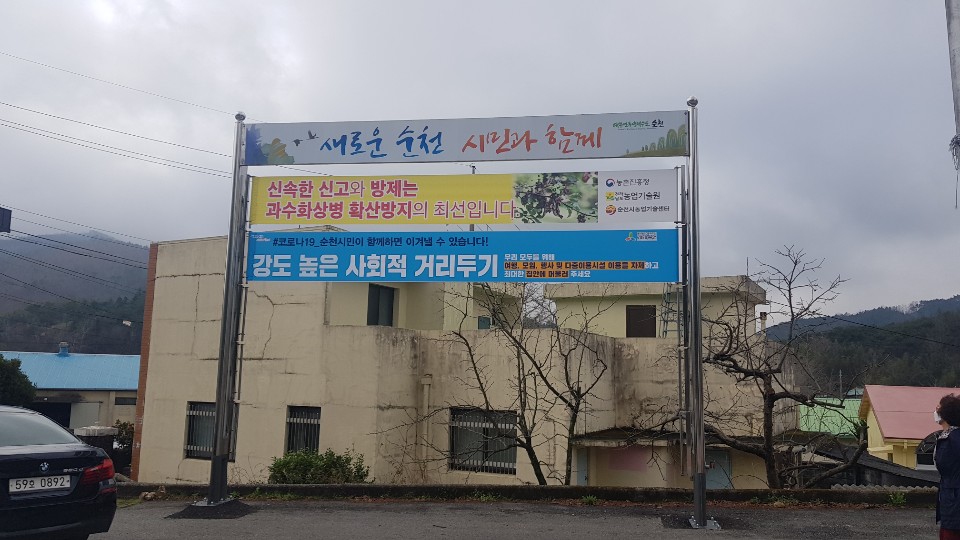 새로운 순천 시민과 함께
순천
신속한 신고와 방제는
과수화상병 확산방지의 최선입니다
농촌진흥청
농업기술원
순천시농업기술센터
#코로나19_순천시민이 함께하면 이겨낼 수 있습니다!
강도 높은 사회적 거리두기
우리 모두를 위해
여행, 모임, 행사 및 다중이용시설 이용을 자제하고
최대한 집안에 머물러 주세요
59오 0892